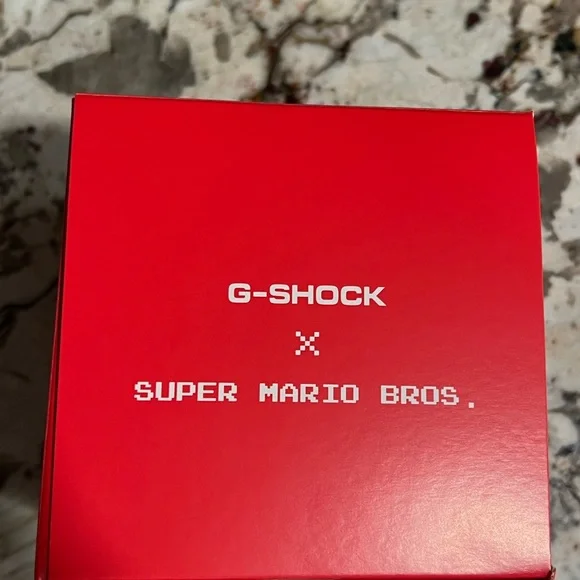 G-SHOCK
X
SUPER MARIO BROS.